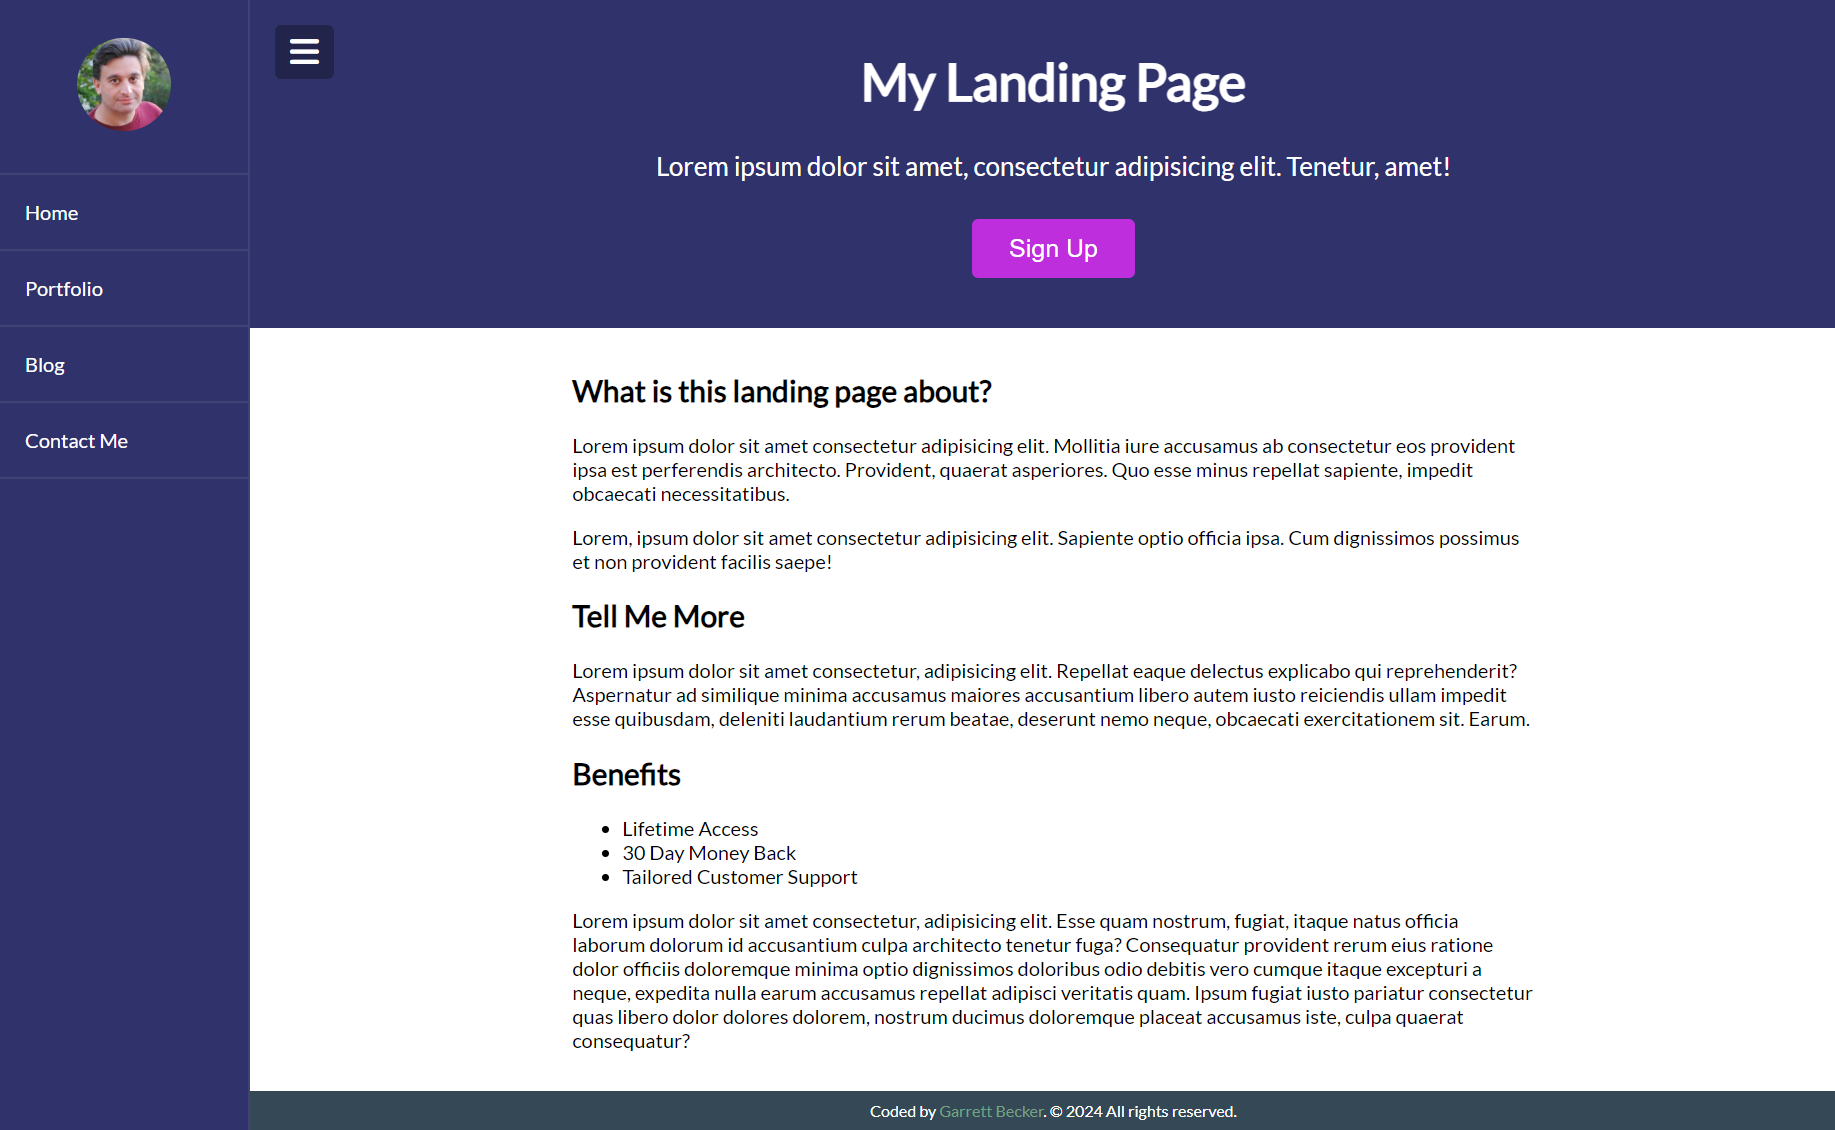 My Landing Page
Lorem ipsum dolor sit amet, consectetur adipisicing elit. Tenetur, amet!
Sign Up
Home
Portfolio
Blog
Contact Me
What is this landing page about?
Lorem ipsum dolor sit amet consectetur adipisicing elit. Mollitia iure accusamus ab consectetur eos provident
ipsa est perferendis architecto. Provident, quaerat asperiores. Quo esse minus repellat sapiente, impedit
obcaecati necessitatibus.
Lorem, ipsum dolor sit amet consectetur adipisicing elit. Sapiente optio officia ipsa. Cum dignissimos possimus
et non provident facilis saepe!
Tell Me More
Lorem ipsum dolor sit amet consectetur, adipisicing elit. Repellat eaque delectus explicabo qui reprehenderit?
Aspernatur ad similique minima accusamus maiores accusantium libero autem iusto reiciendis ullam impedit
esse quibusdam, deleniti laudantium rerum beatae, deserunt nemo neque, obcaecati exercitationem sit. Earum.
Benefits
• Lifetime Access
• 30 Day Money Back
• Tailored Customer Support
Lorem ipsum dolor sit amet consectetur, adipisicing elit. Esse quam nostrum, fugiat, itaque natus officia
laborum dolorum id accusantium culpa architecto tenetur fuga? Consequatur provident rerum eius ratione
dolor officiis doloremque minima optio dignissimos doloribus odio debitis vero cumque itaque excepturi a
neque, expedita nulla earum accusamus repellat adipisci veritatis quam. Ipsum fugiat iusto pariatur consectetur
quas libero dolor dolores dolorem, nostrum ducimus doloremque placeat accusamus iste, culpa quaerat
consequatur?
Coded by Garrett Becker. © 2024 All rights reserved.